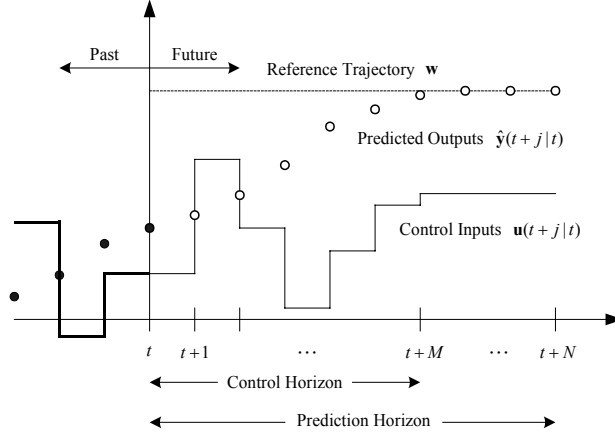 Past Future
Reference Trajectory w
Predicted Outputs ŷ(t + j | t)
Control Inputs u(t + j | t)
t t+1 ⋯ t+M ⋯ t+N
Control Horizon
Prediction Horizon